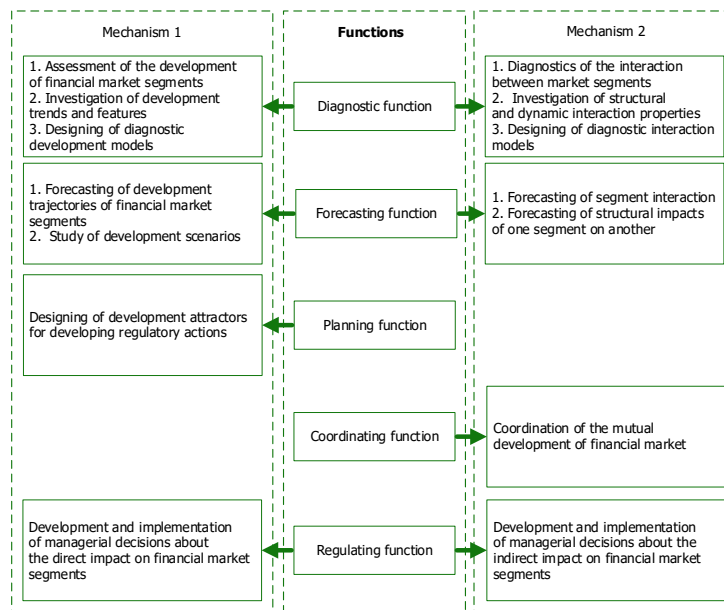 Mechanism 1
Functions
Mechanism 2
1. Assessment of the development
of financial market segments
2. Investigation of development
trends and features
3. Designing of diagnostic
development models
Diagnostic function
1. Diagnostics of the interaction
between market segments
2. Investigation of structural
and dynamic interaction properties
3. Designing of diagnostic interaction
models
1. Forecasting of development
trajectories of financial market
segments
2. Study of development scenarios
Forecasting function
1. Forecasting of segment interaction
2. Forecasting of structural impacts
of one segment on another
Designing of development attractors
for developing regulatory actions
Planning function
Coordinating function
Coordination of the mutual
development of financial market
Development and implementation
of managerial decisions about
the direct impact on financial market
segments
Regulating function
Development and implementation
of managerial decisions about the
indirect impact on financial market
segments